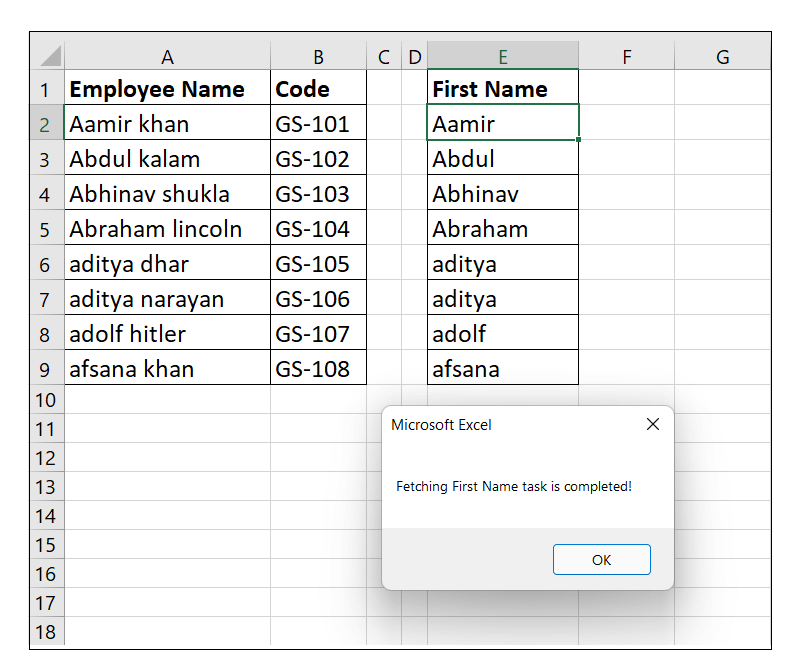 A B C D E F G
1 Employee Name Code First Name
2 Aamir khan GS-101 Aamir
3 Abdul kalam GS-102 Abdul
4 Abhinav shukla GS-103 Abhinav
5 Abraham lincoln GS-104 Abraham
6 aditya dhar GS-105 aditya
7 aditya narayan GS-106 aditya
8 adolf hitler GS-107 adolf
9 afsana khan GS-108 afsana
10
11 Microsoft Excel
12
13 Fetching First Name task is completed!
14
15
16 OK
17
18